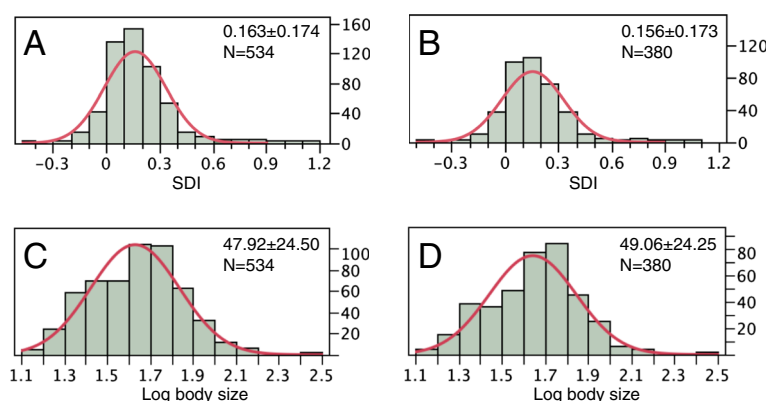 A
0.163±0.174
N=534
160
120
80
40
0
−0.3 0 0.3 0.6 0.9 1.2
SDI
B
0.156±0.173
N=380
120
80
40
0
−0.3 0 0.3 0.6 0.9 1.2
SDI
C
47.92±24.50
N=534
100
80
60
40
20
1.1 1.3 1.5 1.7 1.9 2.1 2.3 2.5
Log body size
D
49.06±24.25
N=380
80
60
40
20
1.1 1.3 1.5 1.7 1.9 2.1 2.3 2.5
Log body size